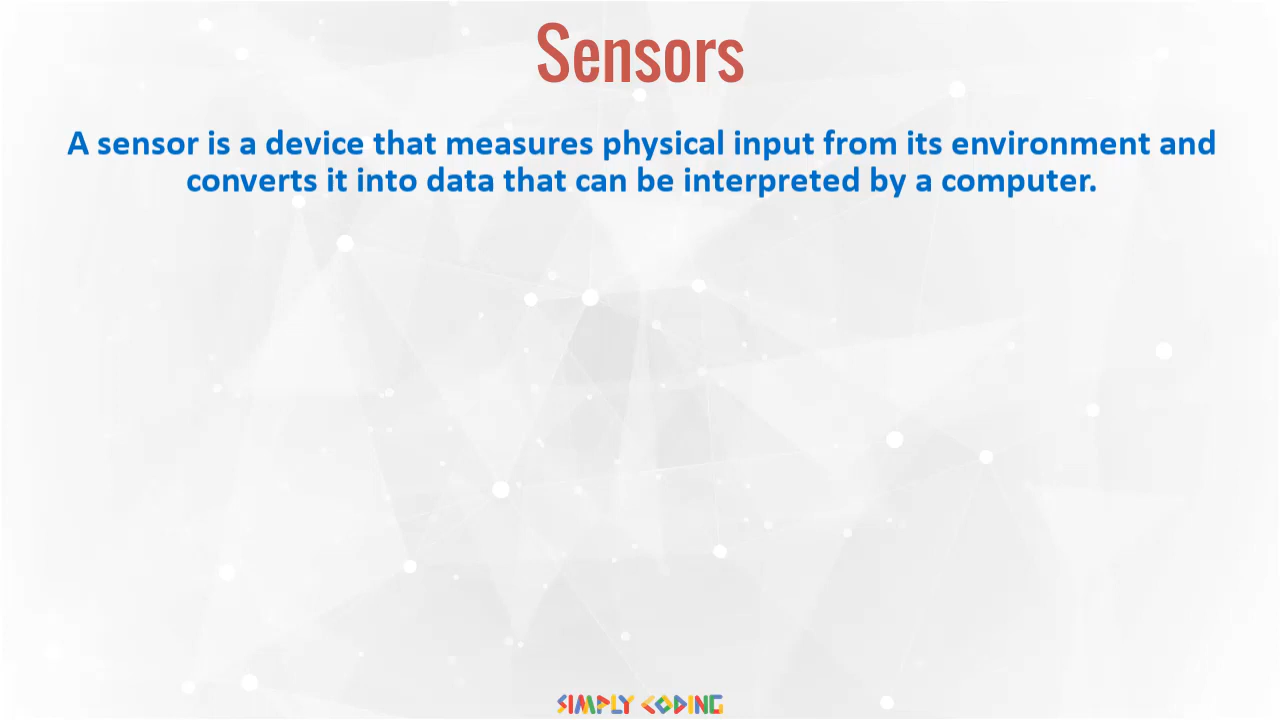 Sensors
A sensor is a device that measures physical input from its environment and
converts it into data that can be interpreted by a computer.
SIMPLY CODING